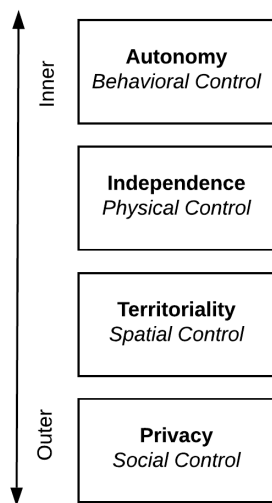 Inner
Autonomy
Behavioral Control
Independence
Physical Control
Territoriality
Spatial Control
Outer
Privacy
Social Control